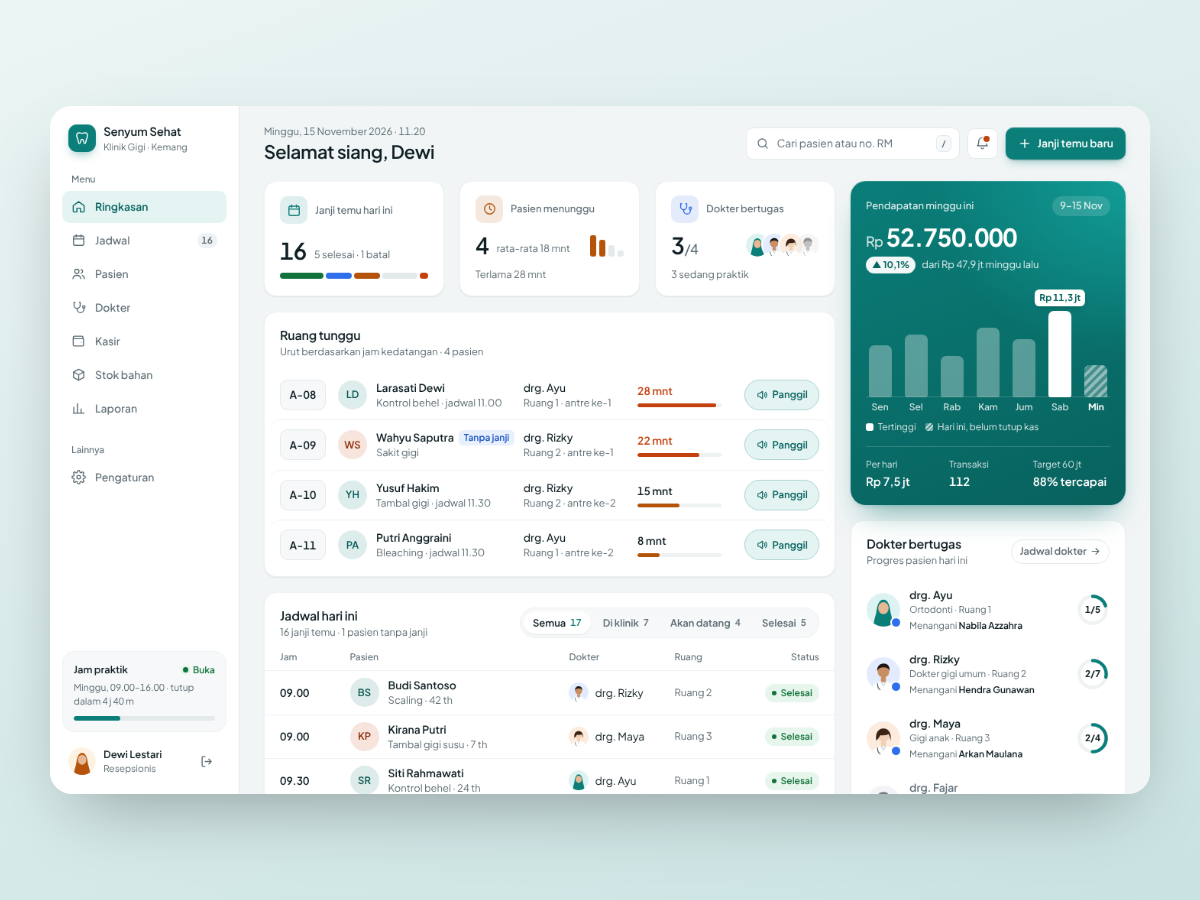 Senyum Sehat
Klinik Gigi · Kemang
Menu
Ringkasan
Jadwal 16
Pasien
Dokter
Kasir
Stok bahan
Laporan
Lainnya
Pengaturan
Jam praktik Buka
Minggu, 09.00–16.00 · tutup
dalam 4 j 40 m
Dewi Lestari
Resepsionis
Minggu, 15 November 2026 · 11.20
Selamat siang, Dewi
Cari pasien atau no. RM /
Janji temu baru
Janji temu hari ini
16 5 selesai · 1 batal
Pasien menunggu
4 rata-rata 18 mnt
Terlama 28 mnt
Dokter bertugas
3/4
3 sedang praktik
Ruang tunggu
Urut berdasarkan jam kedatangan · 4 pasien
A-08 LD Larasati Dewi drg. Ayu 28 mnt Panggil
Kontrol behel · jadwal 11.00 Ruang 1 · antre ke-1
A-09 WS Wahyu Saputra Tanpa janji drg. Rizky 22 mnt Panggil
Sakit gigi Ruang 2 · antre ke-1
A-10 YH Yusuf Hakim drg. Rizky 15 mnt Panggil
Tambal gigi · jadwal 11.30 Ruang 2 · antre ke-2
A-11 PA Putri Anggraini drg. Ayu 8 mnt Panggil
Bleaching · jadwal 11.30 Ruang 1 · antre ke-2
Jadwal hari ini
16 janji temu · 1 pasien tanpa janji
Semua 17 Di klinik 7 Akan datang 4 Selesai 5
Jam Pasien Dokter Ruang Status
09.00 BS Budi Santoso drg. Rizky Ruang 2 Selesai
Scaling · 42 th
09.00 KP Kirana Putri drg. Maya Ruang 3 Selesai
Tambal gigi susu · 7 th
09.30 SR Siti Rahmawati drg. Ayu Ruang 1 Selesai
Kontrol behel · 24 th
Pendapatan minggu ini 9–15 Nov
Rp 52.750.000
10,1% dari Rp 47,9 jt minggu lalu
Rp 11,3 jt
Sen Sel Rab Kam Jum Sab Min
Tertinggi Hari ini, belum tutup kas
Per hari Transaksi Target 60 jt
Rp 7,5 jt 112 88% tercapai
Dokter bertugas
Progres pasien hari ini
Jadwal dokter →
drg. Ayu
Ortodonti · Ruang 1
Menangani Nabila Azzahra
1/5
drg. Rizky
Dokter gigi umum · Ruang 2
Menangani Hendra Gunawan
2/7
drg. Maya
Gigi anak · Ruang 3
Menangani Arkan Maulana
2/4
drg. Fajar